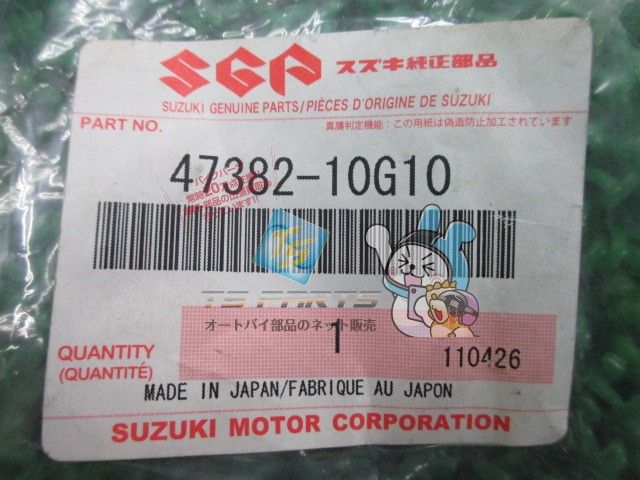 SGP スズキ純正部品
SUZUKI GENUINE PARTS/PIÈCES D'ORIGINE DE SUZUKI
PART NO.
真贋判定機能：この用紙は偽造防止加工されています
47382-10G10
TS PARTS
オートバイ部品のネット販売
QUANTITY
(QUANTITÉ)
1
110426
MADE IN JAPAN/FABRIQUE AU JAPON
SUZUKI MOTOR CORPORATION